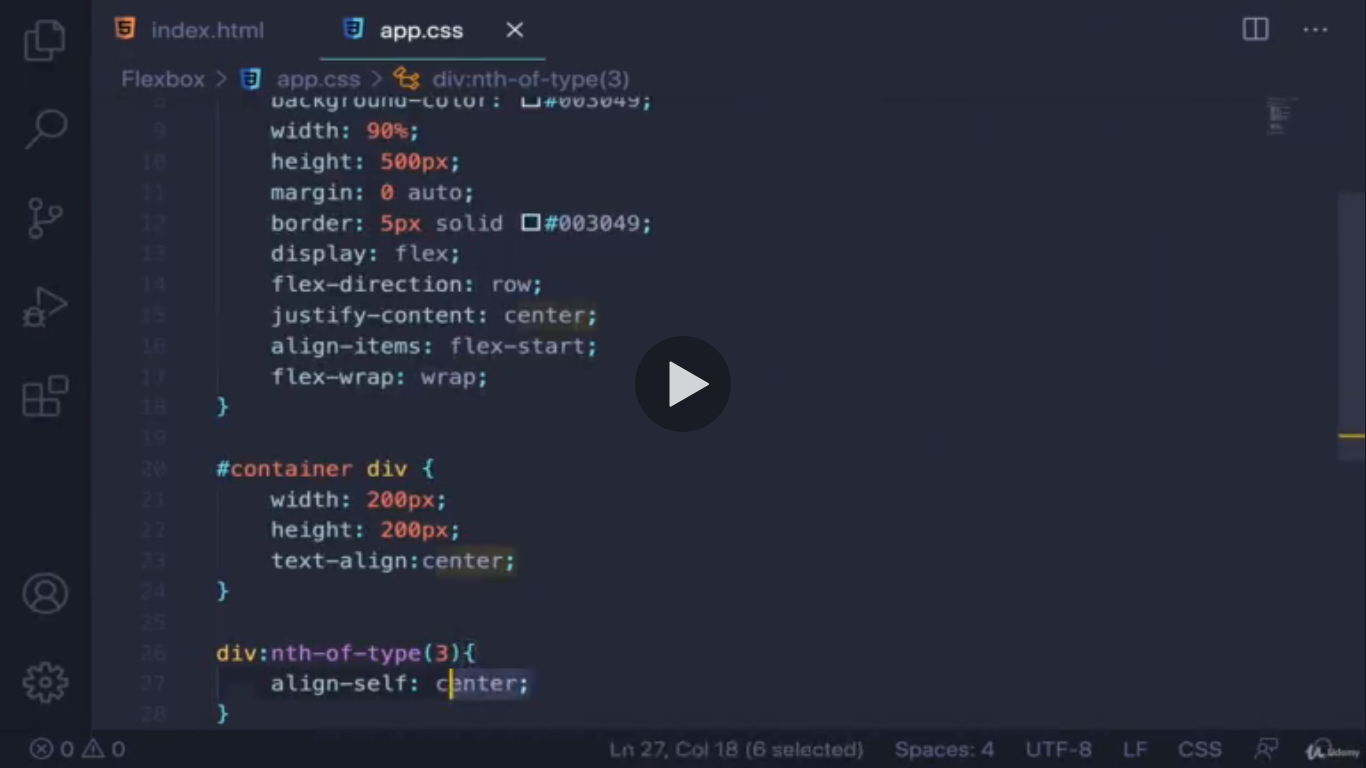 index.html
app.css
Flexbox > app.css > div:nth-of-type(3)
8 background-color: #003049;
9 width: 90%;
10 height: 500px;
11 margin: 0 auto;
12 border: 5px solid #003049;
13 display: flex;
14 flex-direction: row;
15 justify-content: center;
16 align-items: flex-start;
17 flex-wrap: wrap;
18 }
19
20 #container div {
21 width: 200px;
22 height: 200px;
23 text-align:center;
24 }
25
26 div:nth-of-type(3){
27 align-self: center;
28 }
0 0 Ln 27, Col 18 (6 selected) Spaces: 4 UTF-8 LF CSS
Udemy